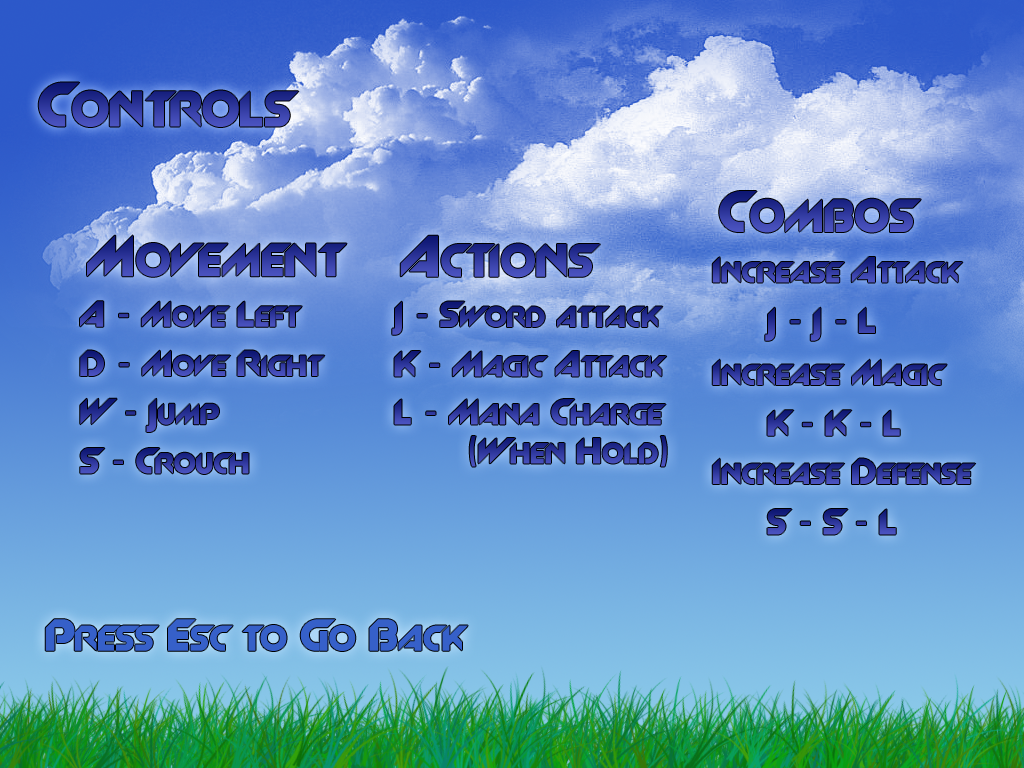 Controls
Movement
A - Move Left
D - Move Right
W - Jump
S - Crouch
Actions
J - Sword attack
K - Magic Attack
L - Mana Charge
(When Hold)
Combos
Increase Attack
J - J - L
Increase Magic
K - K - L
Increase Defense
S - S - L
Press Esc to Go Back